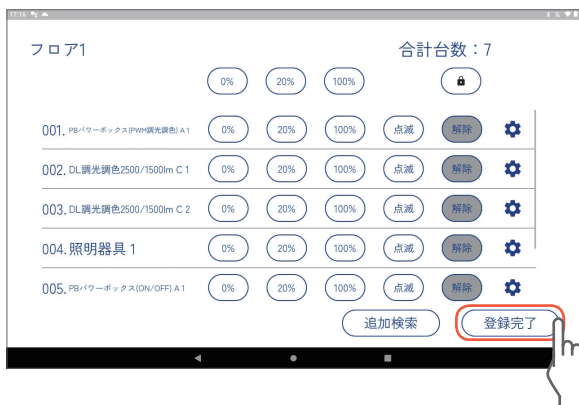 17:16
フロア1 合計台数：7
0% 20% 100%
001. PBパワーボックス(PWM調光調色) A 1 0% 20% 100% 点滅 解除
002. DL調光調色2500/1500lm C 1 0% 20% 100% 点滅 解除
003. DL調光調色2500/1500lm C 2 0% 20% 100% 点滅 解除
004. 照明器具 1 0% 20% 100% 点滅 解除
005. PBパワーボックス(ON/OFF) A 1 0% 20% 100% 点滅 解除
追加検索 登録完了